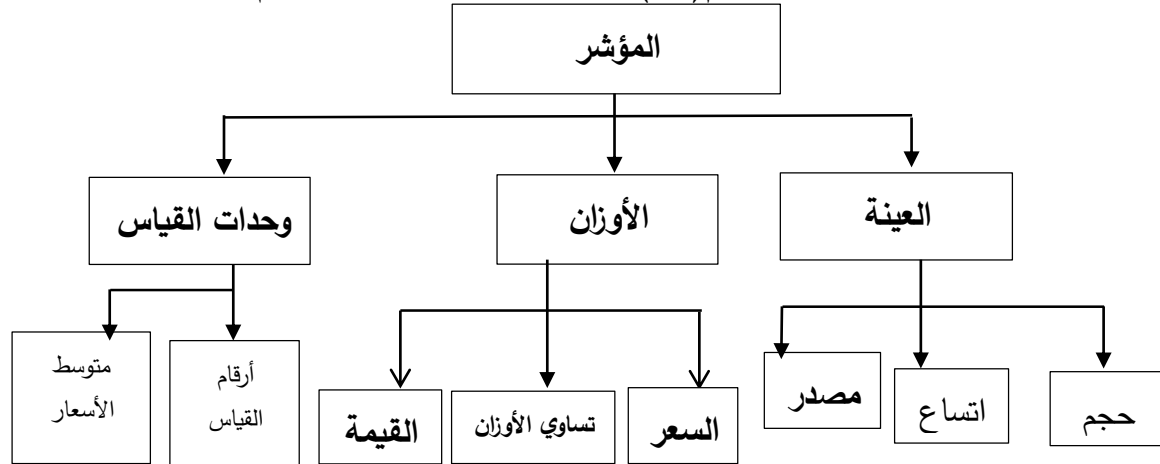 المؤشر
العينة
الأوزان
وحدات القياس
حجم
اتساع
مصدر
السعر
تساوي الأوزان
القيمة
أرقام
القياس
متوسط
الأسعار